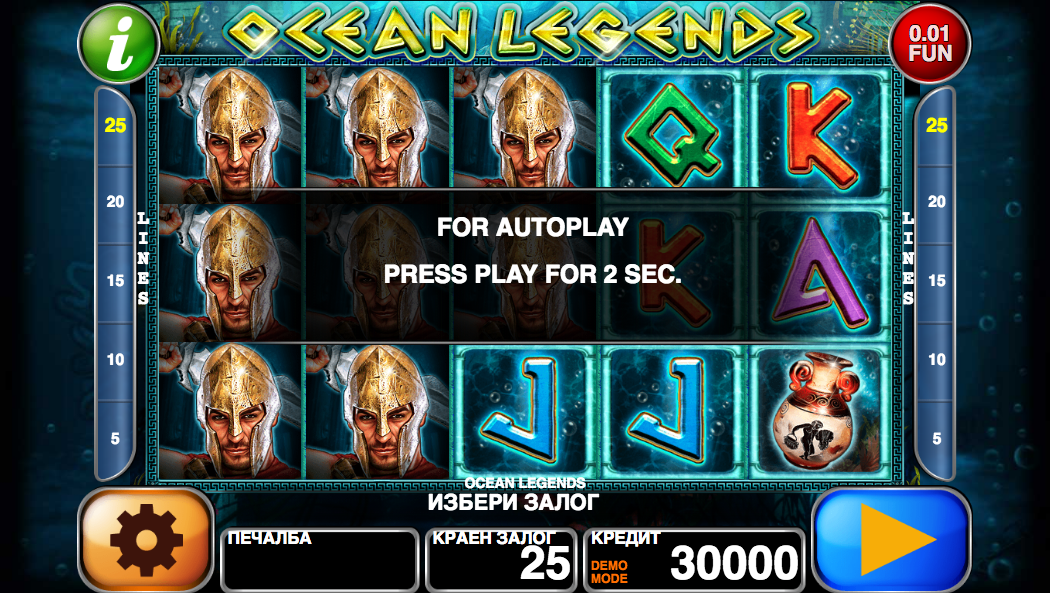 OCEAN LEGENDS
i
0.01
FUN
25
25
20
20
LINES
LINES
FOR AUTOPLAY
PRESS PLAY FOR 2 SEC.
15
15
10
10
5
5
Q
K
K
A
J
J
OCEAN LEGENDS
ИЗБЕРИ ЗАЛОГ
ПЕЧАЛБА
КРАЕН ЗАЛОГ
25
КРЕДИТ
DEMO
MODE
30000